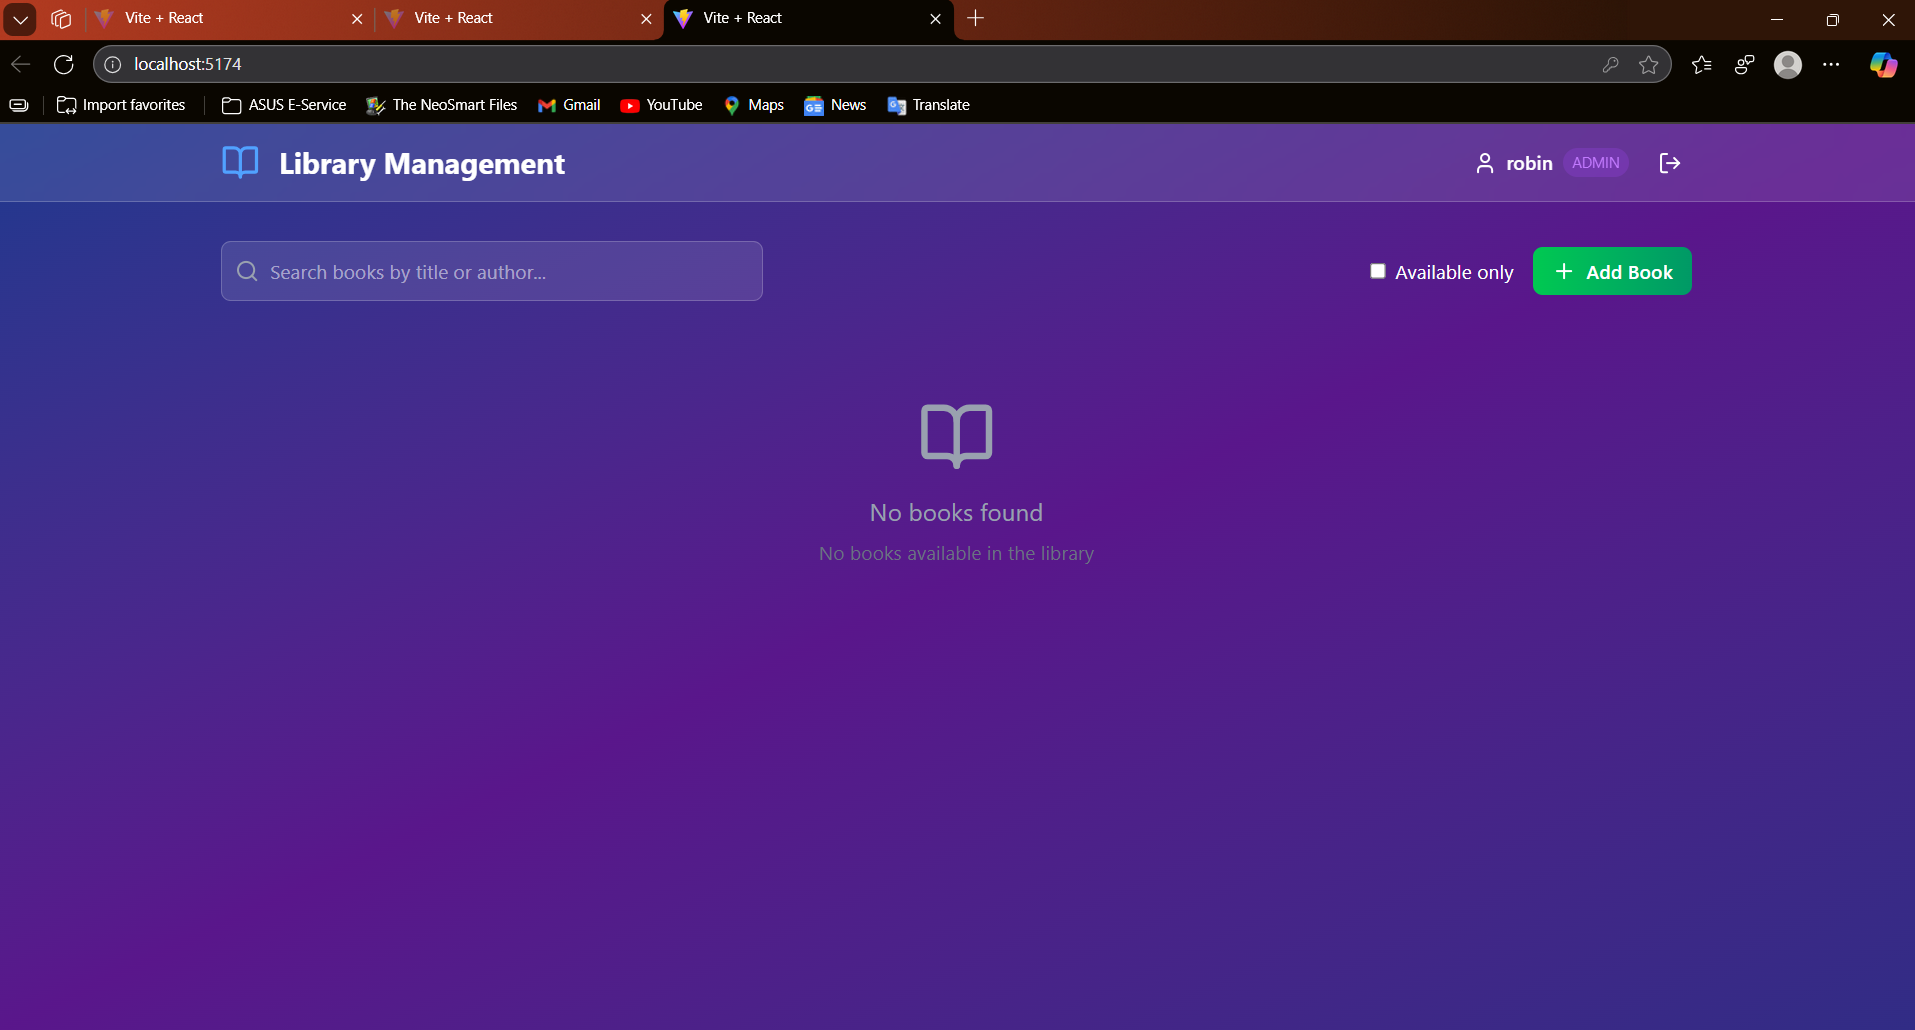 Vite + React
Vite + React
Vite + React
localhost:5174
Import favorites
ASUS E-Service
The NeoSmart Files
Gmail
YouTube
Maps
News
Translate
Library Management
robin
ADMIN
Search books by title or author...
Available only
Add Book
No books found
No books available in the library